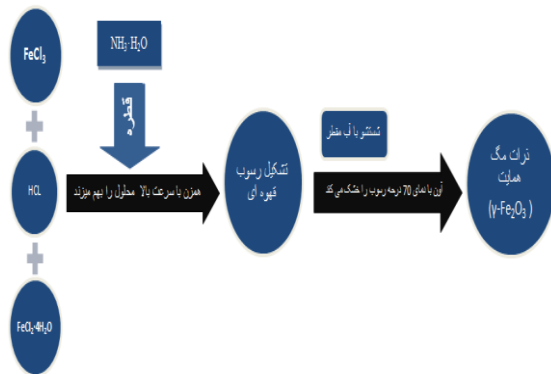 FeCl3
HCL
FeCl2·4H2O
NH3·H2O
قطره
همزن با سرعت بالا محلول را بهم میزند
تشکیل رسوب
قهوه ای
شستشو با آب مقطر
آون با دمای 70 درجه رسوب را خشک می کند
ذرات مگ
همایت
(γ-Fe2O3 )